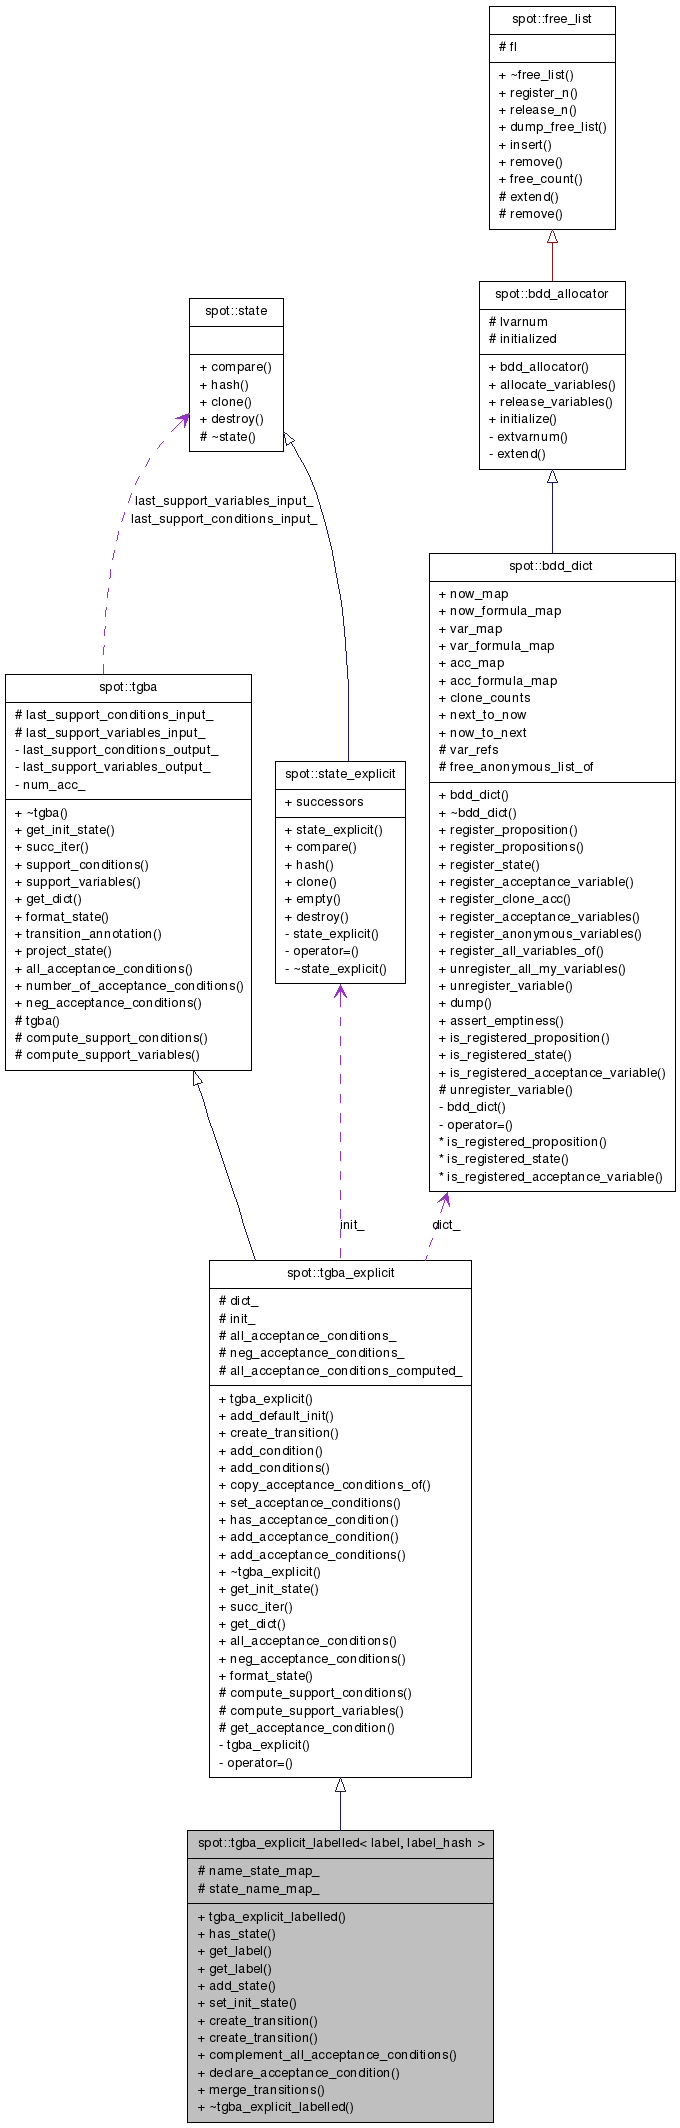 spot::free_list
# fl
+ ~free_list()
+ register_n()
+ release_n()
+ dump_free_list()
+ insert()
+ remove()
+ free_count()
# extend()
# remove()
spot::bdd_allocator
# lvarnum
# initialized
+ bdd_allocator()
+ allocate_variables()
+ release_variables()
+ initialize()
- extvarnum()
- extend()
spot::state
+ compare()
+ hash()
+ clone()
+ destroy()
# ~state()
last_support_variables_input_
last_support_conditions_input_
spot::bdd_dict
+ now_map
+ now_formula_map
+ var_map
+ var_formula_map
+ acc_map
+ acc_formula_map
+ clone_counts
+ next_to_now
+ now_to_next
# var_refs
# free_anonymous_list_of
+ bdd_dict()
+ ~bdd_dict()
+ register_proposition()
+ register_propositions()
+ register_state()
+ register_acceptance_variable()
+ register_clone_acc()
+ register_acceptance_variables()
+ register_anonymous_variables()
+ register_all_variables_of()
+ unregister_all_my_variables()
+ unregister_variable()
+ dump()
+ assert_emptiness()
+ is_registered_proposition()
+ is_registered_state()
+ is_registered_acceptance_variable()
# unregister_variable()
- bdd_dict()
- operator=()
* is_registered_proposition()
* is_registered_state()
* is_registered_acceptance_variable()
spot::tgba
# last_support_conditions_input_
# last_support_variables_input_
- last_support_conditions_output_
- last_support_variables_output_
- num_acc_
+ ~tgba()
+ get_init_state()
+ succ_iter()
+ support_conditions()
+ support_variables()
+ get_dict()
+ format_state()
+ transition_annotation()
+ project_state()
+ all_acceptance_conditions()
+ number_of_acceptance_conditions()
+ neg_acceptance_conditions()
# tgba()
# compute_support_conditions()
# compute_support_variables()
spot::state_explicit
+ successors
+ state_explicit()
+ compare()
+ hash()
+ clone()
+ empty()
+ destroy()
- state_explicit()
- operator=()
- ~state_explicit()
init_
dict_
spot::tgba_explicit
# dict_
# init_
# all_acceptance_conditions_
# neg_acceptance_conditions_
# all_acceptance_conditions_computed_
+ tgba_explicit()
+ add_default_init()
+ create_transition()
+ add_condition()
+ add_conditions()
+ copy_acceptance_conditions_of()
+ set_acceptance_conditions()
+ has_acceptance_condition()
+ add_acceptance_condition()
+ add_acceptance_conditions()
+ ~tgba_explicit()
+ get_init_state()
+ succ_iter()
+ get_dict()
+ all_acceptance_conditions()
+ neg_acceptance_conditions()
+ format_state()
# compute_support_conditions()
# compute_support_variables()
# get_acceptance_condition()
- tgba_explicit()
- operator=()
spot::tgba_explicit_labelled< label, label_hash >
# name_state_map_
# state_name_map_
+ tgba_explicit_labelled()
+ has_state()
+ get_label()
+ get_label()
+ add_state()
+ set_init_state()
+ create_transition()
+ create_transition()
+ complement_all_acceptance_conditions()
+ declare_acceptance_condition()
+ merge_transitions()
+ ~tgba_explicit_labelled()